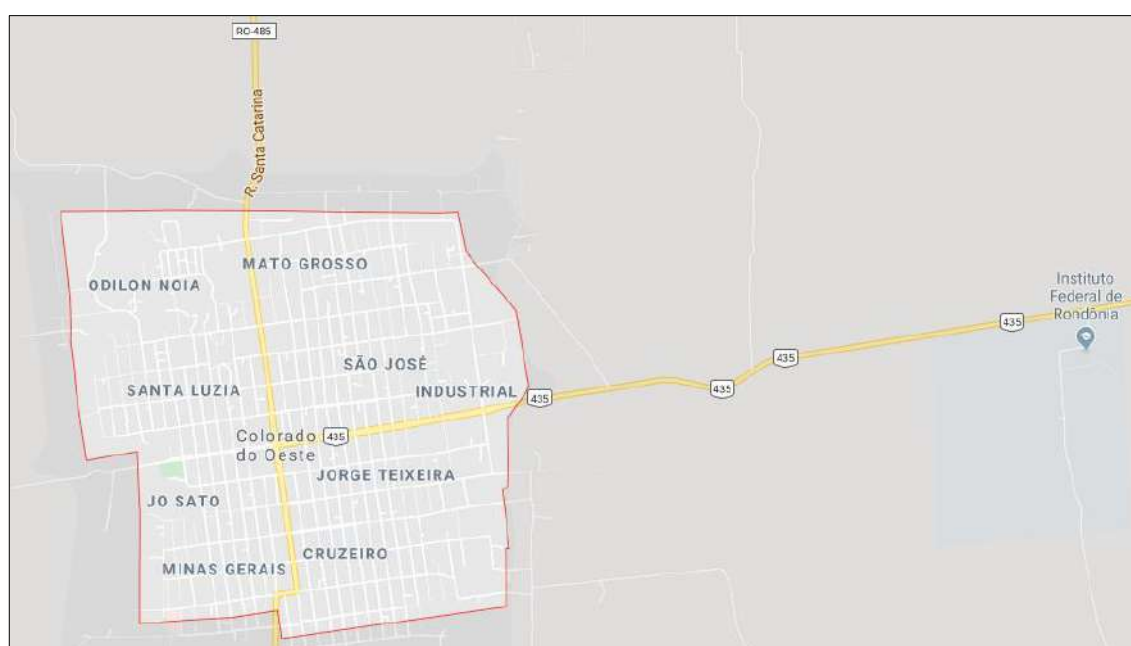 RO-485
R. Santa Catarina
MATO GROSSO
ODILON NOIA
Instituto
Federal de
Rondônia
435
SÃO JOSÉ
435
SANTA LUZIA
INDUSTRIAL
435
435
Colorado
do Oeste
435
JORGE TEIXEIRA
JO SATO
CRUZEIRO
MINAS GERAIS